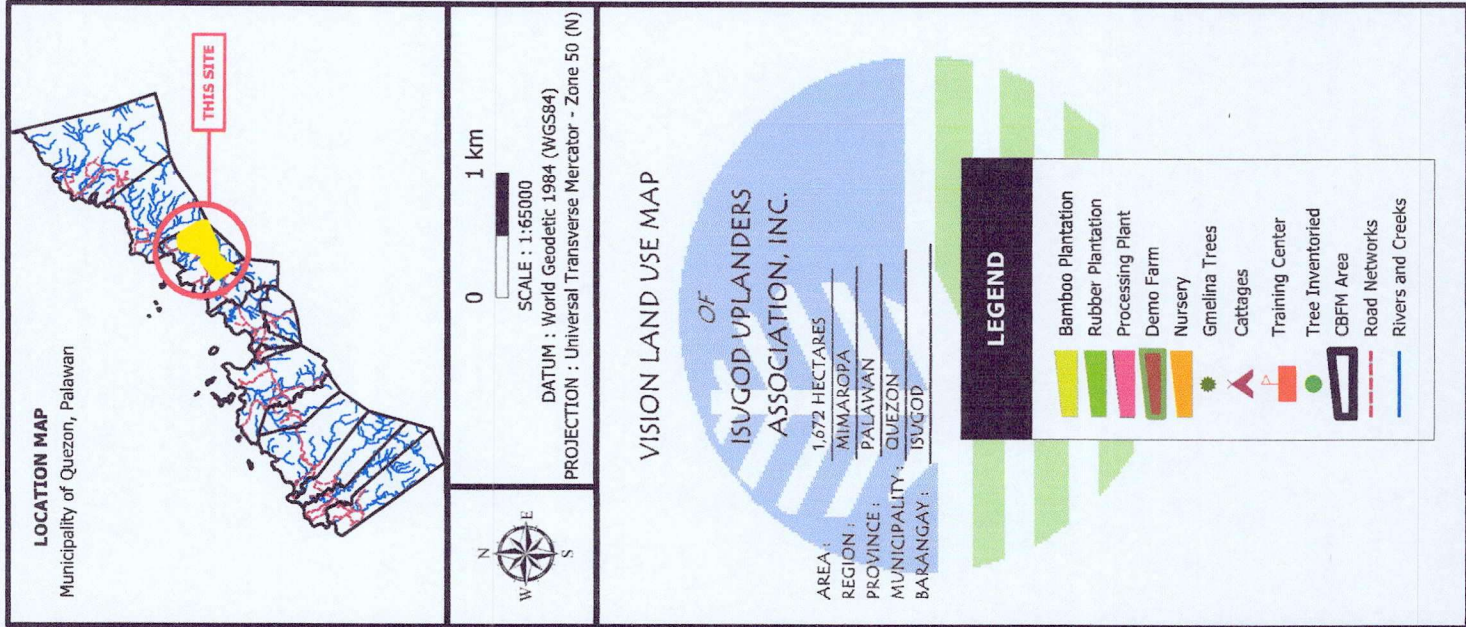 LOCATION MAP
Municipality of Quezon, Palawan
THIS SITE
N
W E
S
0 1 km
SCALE : 1:65000
DATUM : World Geodetic 1984 (WGS84)
PROJECTION : Universal Transverse Mercator - Zone 50 (N)
VISION LAND USE MAP
OF
ISUGOD UPLANDERS
ASSOCIATION, INC.
AREA : 1,672 HECTARES
REGION : MIMAROPA
PROVINCE : PALAWAN
MUNICIPALITY : QUEZON
BARANGAY : ISUGOD
LEGEND
Bamboo Plantation
Rubber Plantation
Processing Plant
Demo Farm
Nursery
Gmelina Trees
Cattages
Training Center
Tree Inventoried
CBFM Area
Road Networks
Rivers and Creeks